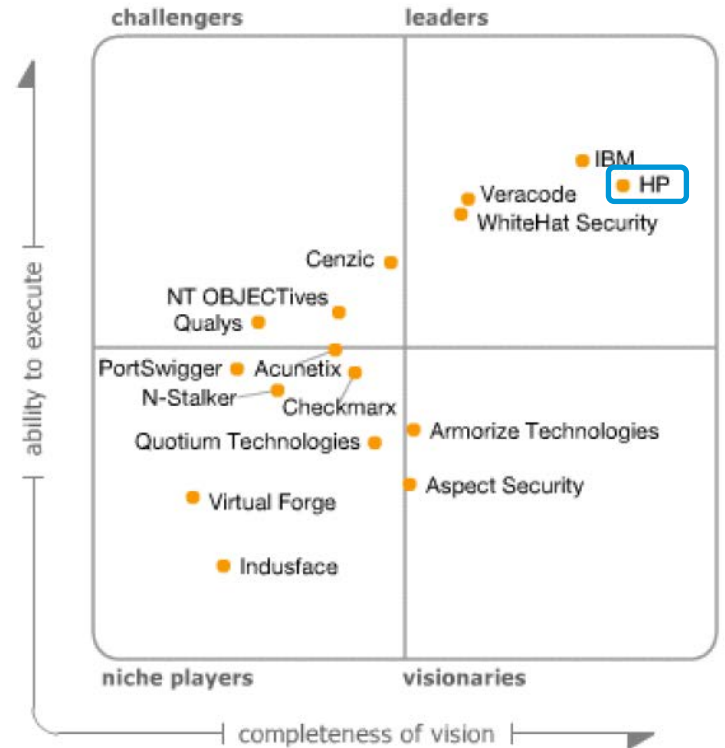 challengers
leaders
IBM
HP
Veracode
WhiteHat Security
Cenzic
NT OBJECTives
Qualys
PortSwigger
Acunetix
N-Stalker
Checkmarx
Quotium Technologies
Armorize Technologies
Aspect Security
Virtual Forge
Indusface
niche players
visionaries
ability to execute
completeness of vision